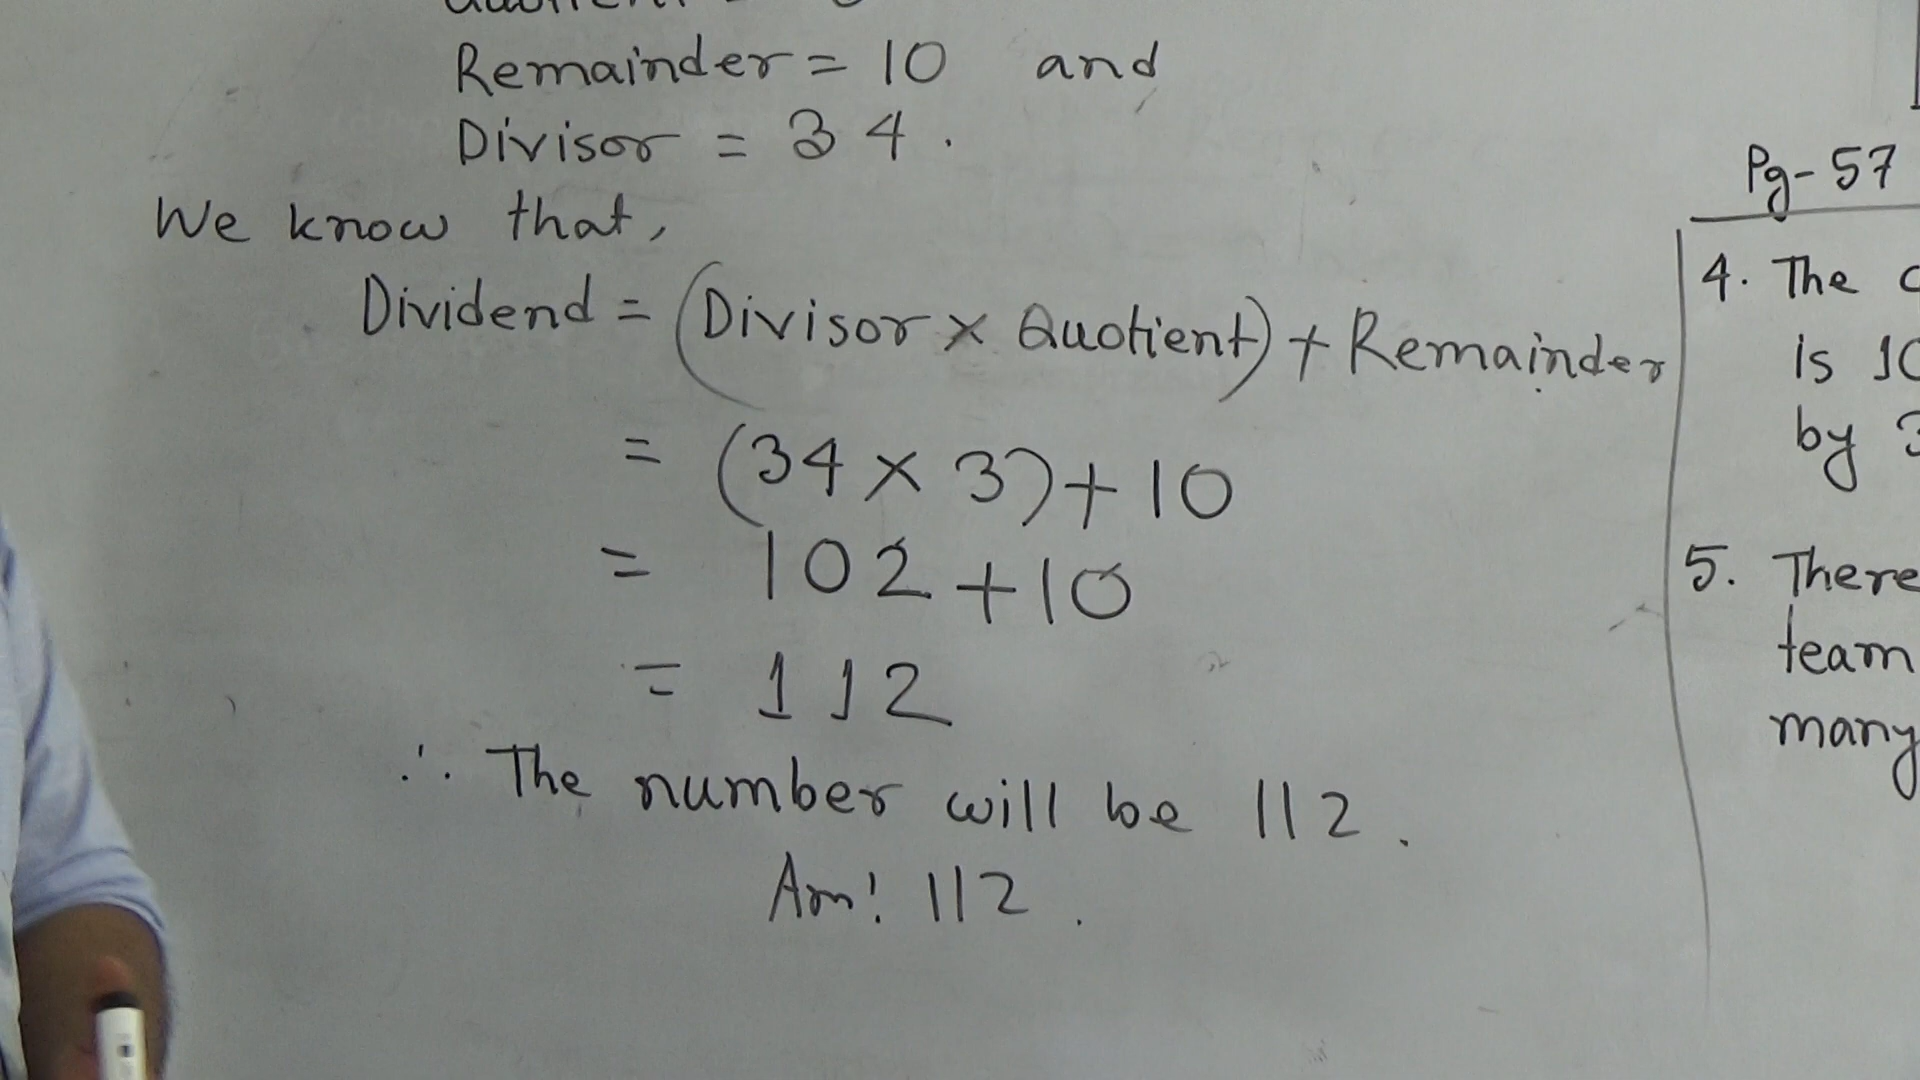 Remainder = 10 and
Divisor = 34.
We know that,
Dividend = (Divisor × Quotient) + Remainder
= (34 × 3) + 10
= 102 + 10
= 112
∴ The number will be 112.
Ans! 112.
Pg-57
4. The
is 10
by 3
5. There
team
many